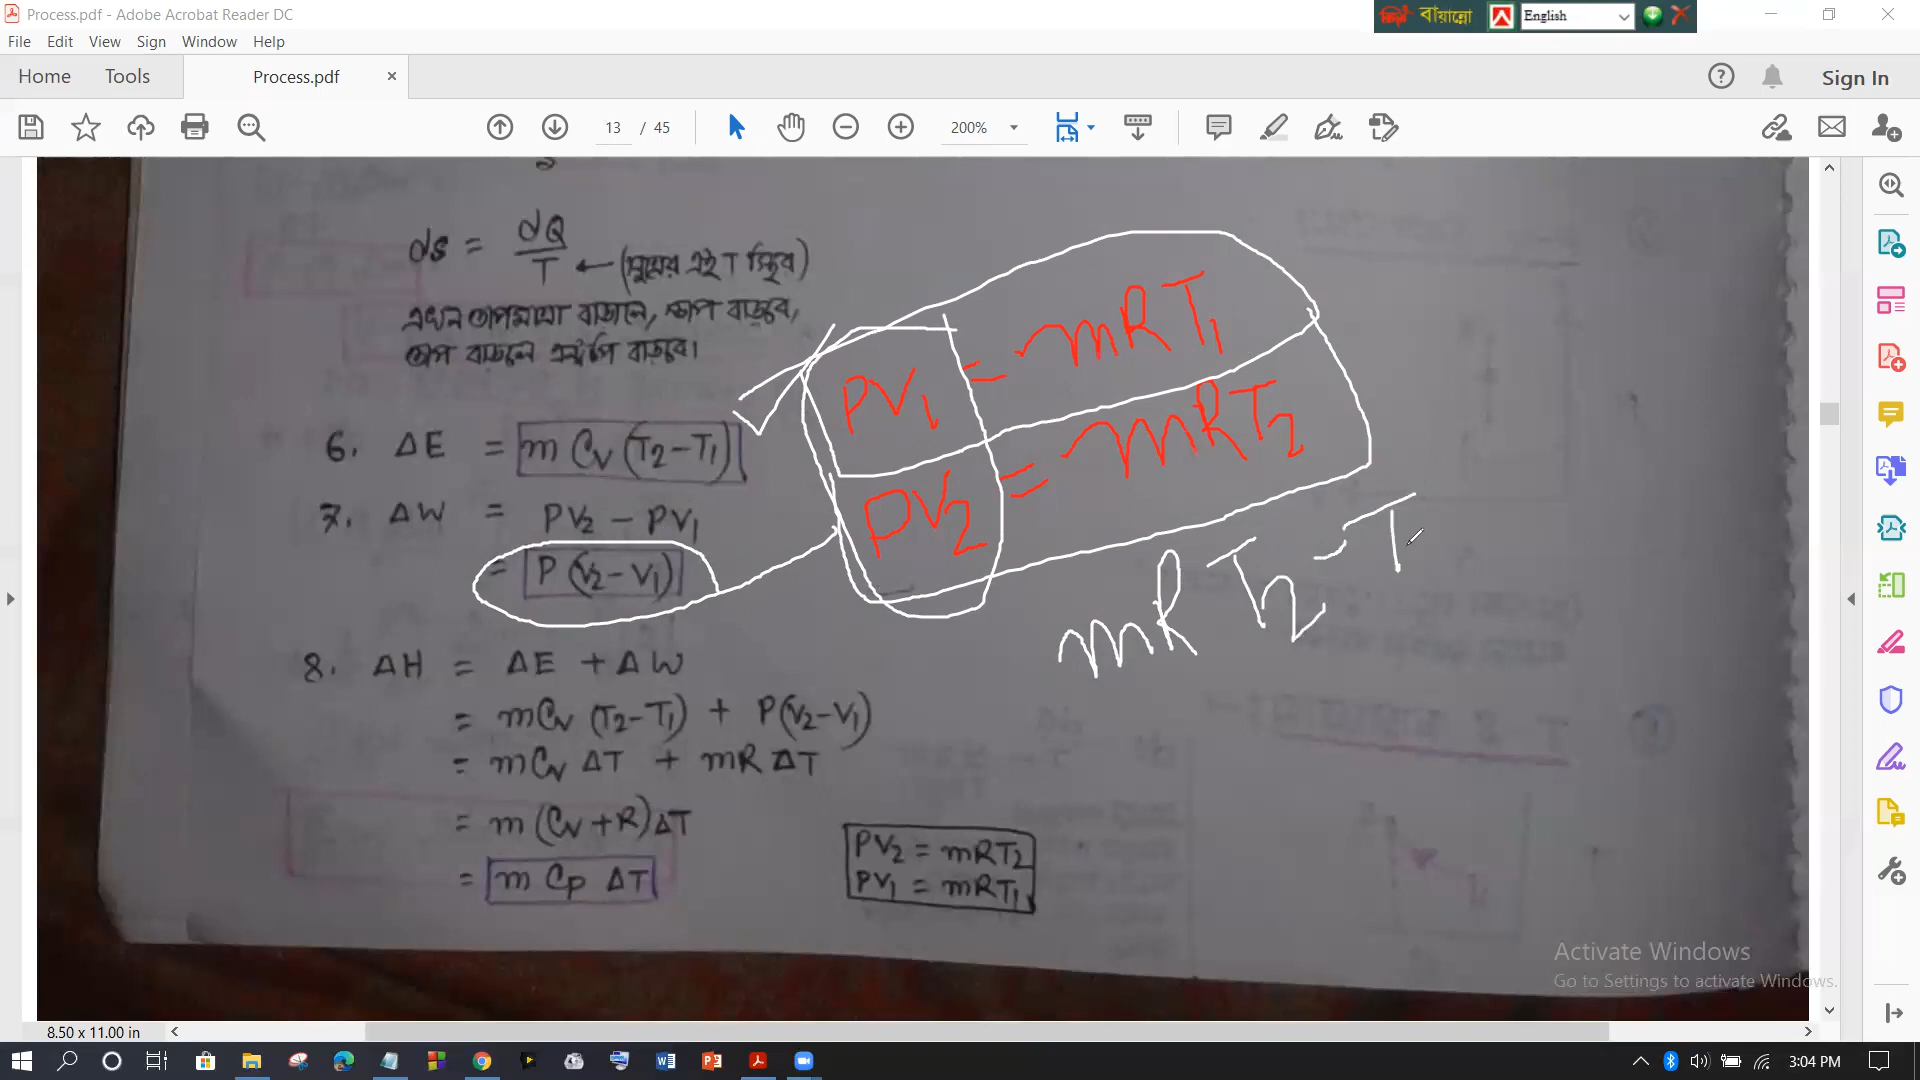 Process.pdf - Adobe Acrobat Reader DC
বায়ান্নো English
File Edit View Sign Window Help
Home Tools Process.pdf × Sign In
13 / 45 200%
ds = dQ/T ← (সূত্রের এই T স্থির)
এখন তাপমাত্রা বাড়ালে, তাপ বাড়বে,
তাপ বাড়লে এনট্রপি বাড়বে।
PV₁ = mRT₁
PV₂ = mRT₂
6. ΔE = m Cv (T₂-T₁)
7. ΔW = PV₂ - PV₁
= P (V₂-V₁)
mR T₂ - T
8. ΔH = ΔE + ΔW
= mCv (T₂-T₁) + P(V₂-V₁)
= mCv ΔT + mR ΔT
= m (Cv+R)ΔT
= m Cp ΔT
PV₂ = mRT₂
PV₁ = mRT₁
Activate Windows
Go to Settings to activate Windows.
8.50 x 11.00 in
3:04 PM